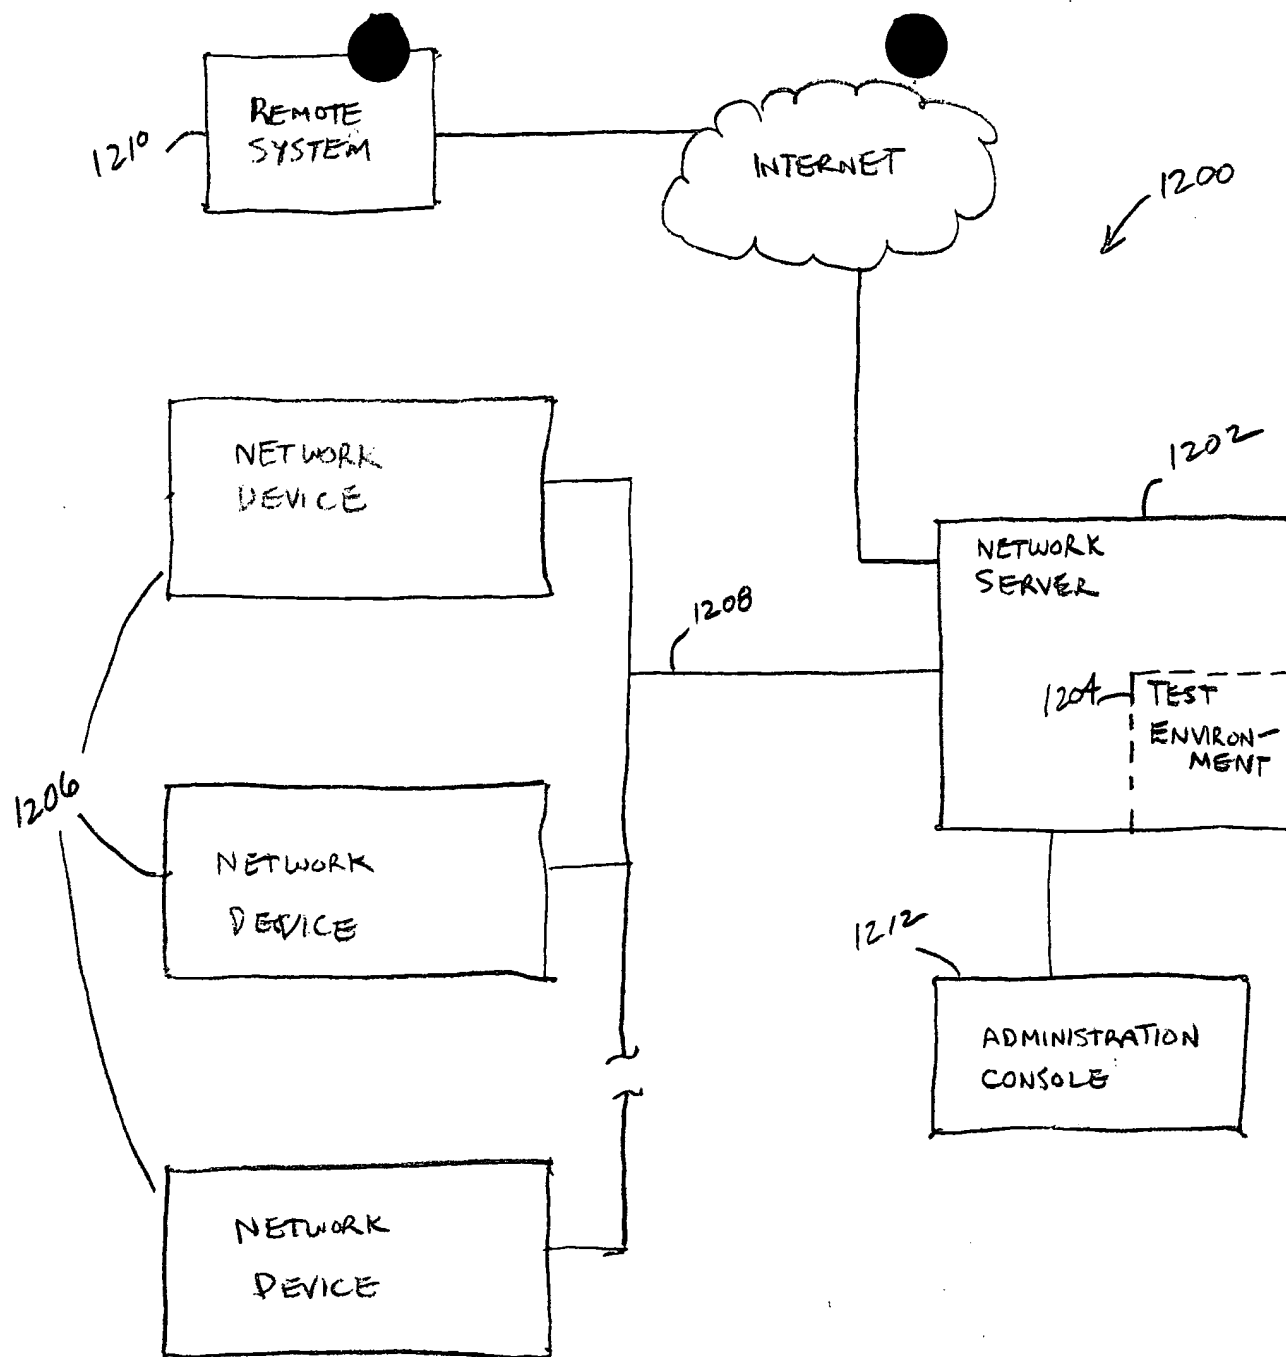 REMOTE
SYSTEM
1210
INTERNET
1200
NETWORK
DEVICE
1202
NETWORK
SERVER
1208
1204
TEST
ENVIRON-
MENT
1206
NETWORK
DEVICE
1212
ADMINISTRATION
CONSOLE
NETWORK
DEVICE